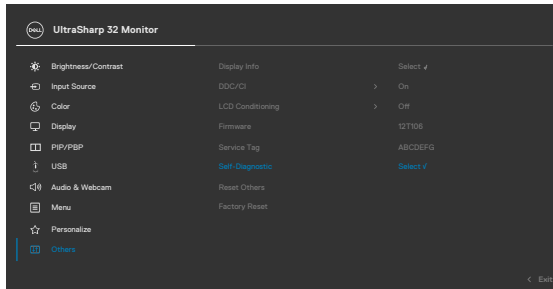 DELL UltraSharp 32 Monitor
Brightness/Contrast Display Info Select √
Input Source DDC/CI > On
Color LCD Conditioning > Off
Display Firmware 12T106
PIP/PBP Service Tag ABCDEFG
USB Self-Diagnostic Select √
Audio & Webcam Reset Others
Menu Factory Reset
Personalize
Others
< Exit